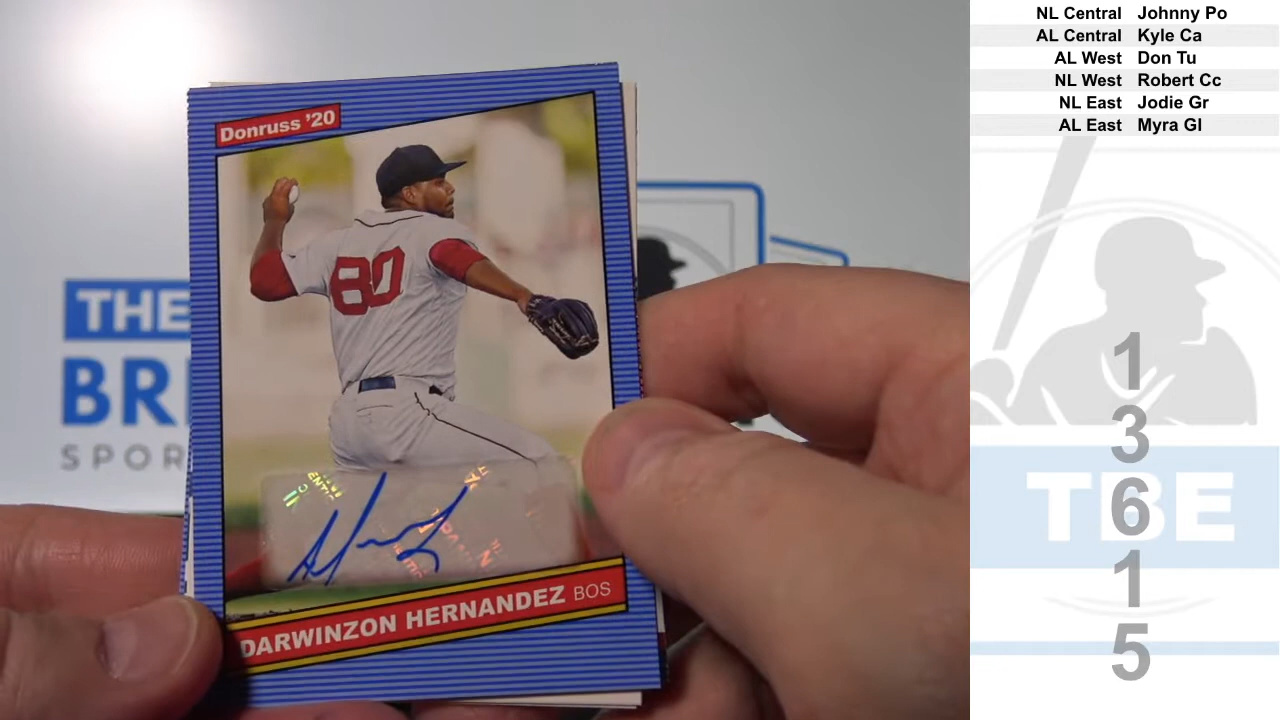 Donruss '20
80
DARWINZON HERNANDEZ BOS
THE
BR
SPOR
NL Central Johnny Po
AL Central Kyle Ca
AL West Don Tu
NL West Robert Cc
NL East Jodie Gr
AL East Myra Gl
1
3
6
1
5
TBE